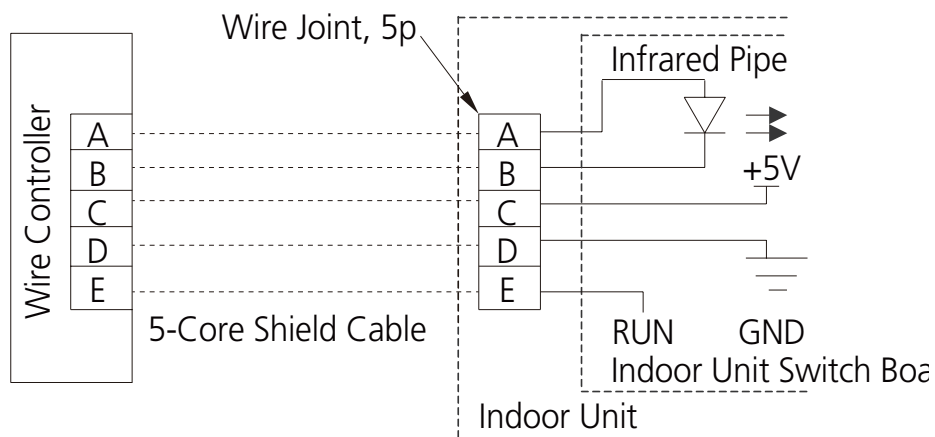 Wire Joint, 5p
Infrared Pipe
Wire Controller
A
B
C
D
E
A
B
C
D
E
+5V
5-Core Shield Cable
RUN
GND
Indoor Unit Switch Boa
Indoor Unit